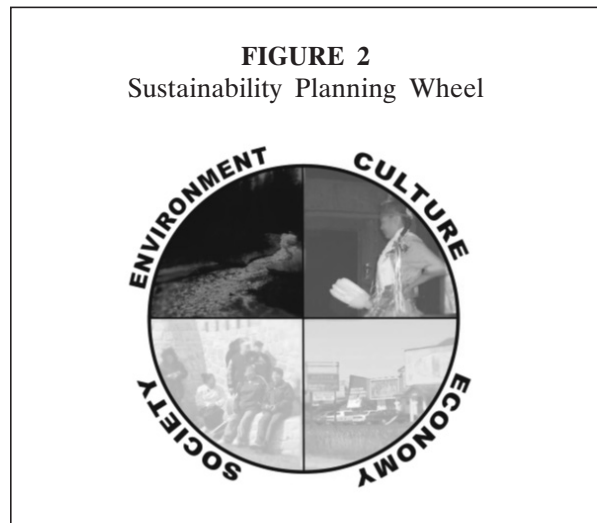 FIGURE 2
Sustainability Planning Wheel
ENVIRONMENT
CULTURE
SOCIETY
ECONOMY